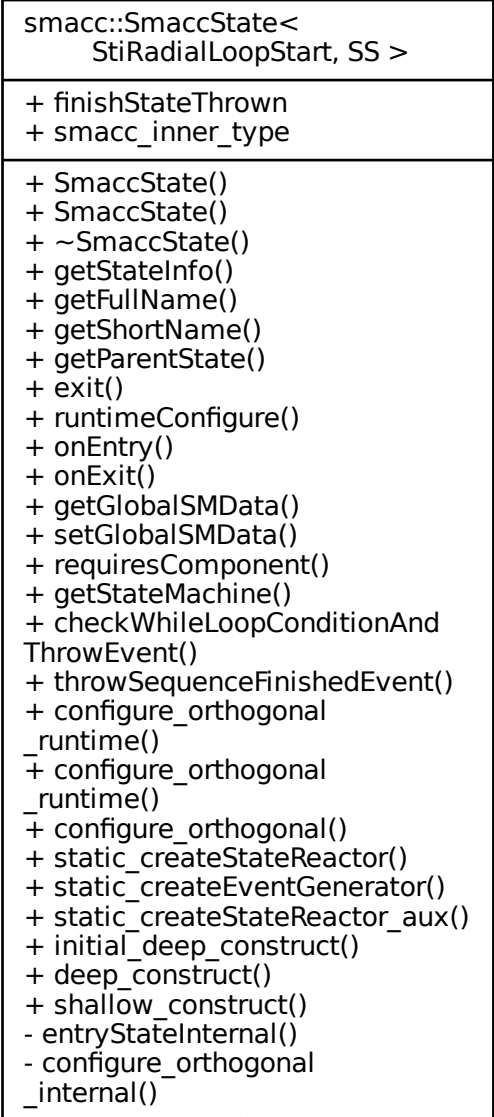 smacc::SmaccState<
StiRadialLoopStart, SS >
+ finishStateThrown
+ smacc_inner_type
+ SmaccState()
+ SmaccState()
+ ~SmaccState()
+ getStateInfo()
+ getFullName()
+ getShortName()
+ getParentState()
+ exit()
+ runtimeConfigure()
+ onEntry()
+ onExit()
+ getGlobalSMData()
+ setGlobalSMData()
+ requiresComponent()
+ getStateMachine()
+ checkWhileLoopConditionAnd
ThrowEvent()
+ throwSequenceFinishedEvent()
+ configure_orthogonal
_runtime()
+ configure_orthogonal
_runtime()
+ configure_orthogonal()
+ static_createStateReactor()
+ static_createEventGenerator()
+ static_createStateReactor_aux()
+ initial_deep_construct()
+ deep_construct()
+ shallow_construct()
- entryStateInternal()
- configure_orthogonal
_internal()